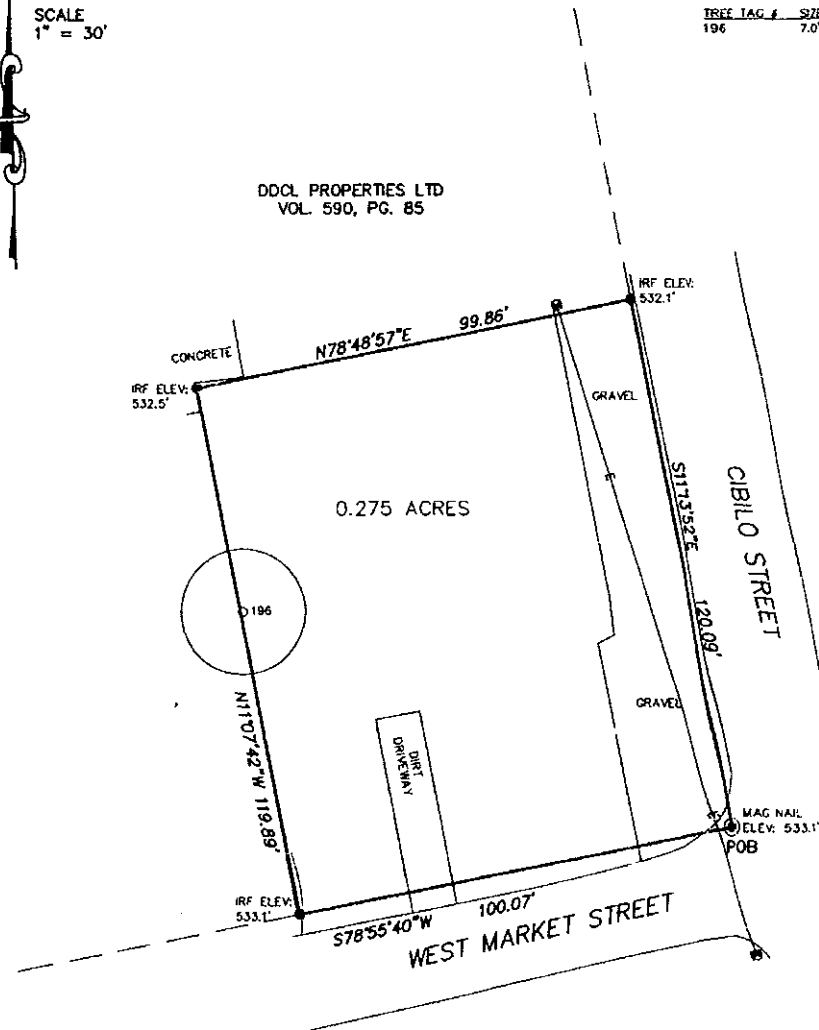 SCALE
1" = 30'
TREE TAG # SIZE
196 7.0"
DDCL PROPERTIES LTD
VOL. 590, PG. 85
IRF ELEV:
532.1'
N78°48'57"E 99.86'
CONCRETE
IRF ELEV:
532.5'
GRAVEL
E
S11°13'52"E 120.09'
CIBILO STREET
0.275 ACRES
196
N11°07'42"W 119.89'
GRAVEL
DIRT
DRIVEWAY
E
MAG NAIL
ELEV: 533.1'
POB
IRF ELEV:
533.1'
S78°55'40"W 100.07'
WEST MARKET STREET